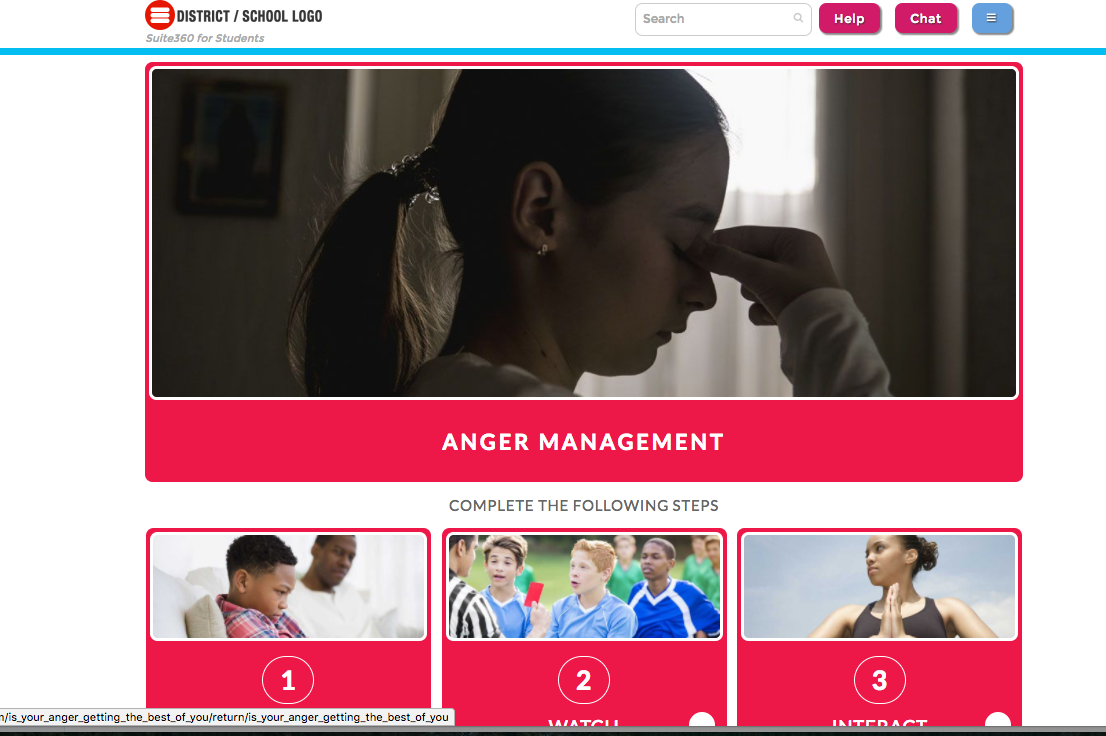 DISTRICT / SCHOOL LOGO
Suite360 for Students
Search
Help
Chat
ANGER MANAGEMENT
COMPLETE THE FOLLOWING STEPS
1
2
3
WATCH
INTERACT
/is_your_anger_getting_the_best_of_you/return/is_your_anger_getting_the_best_of_you